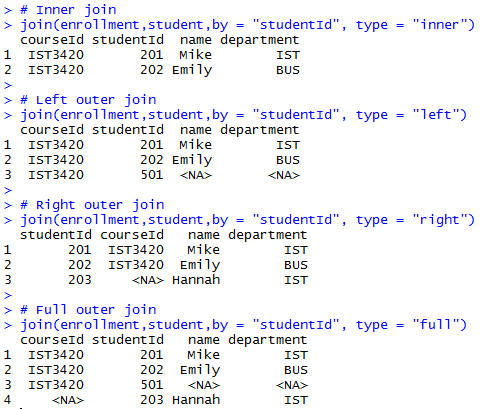 > # Inner join
> join(enrollment,student,by = "studentId", type = "inner")
  courseId studentId  name department
1  IST3420       201  Mike        IST
2  IST3420       202 Emily        BUS
>
> # Left outer join
> join(enrollment,student,by = "studentId", type = "left")
  courseId studentId  name department
1  IST3420       201  Mike        IST
2  IST3420       202 Emily        BUS
3  IST3420       501  <NA>       <NA>
>
> # Right outer join
> join(enrollment,student,by = "studentId", type = "right")
  studentId courseId   name department
1       201  IST3420   Mike        IST
2       202  IST3420  Emily        BUS
3       203     <NA> Hannah        IST
>
> # Full outer join
> join(enrollment,student,by = "studentId", type = "full")
  courseId studentId   name department
1  IST3420       201   Mike        IST
2  IST3420       202  Emily        BUS
3  IST3420       501   <NA>       <NA>
4     <NA>       203 Hannah        IST